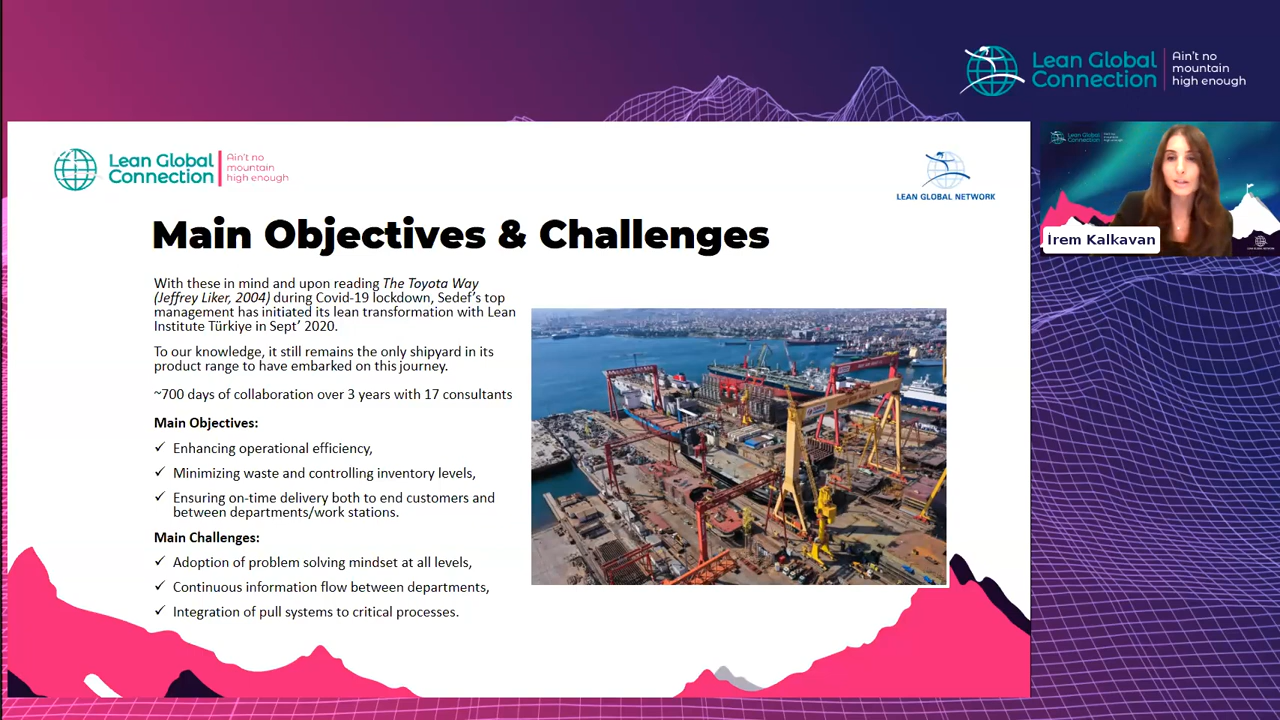 Lean Global
Connection
Ain't no
mountain
high enough
Lean Global
Connection
Ain't no
mountain
high enough
LEAN GLOBAL NETWORK
Lean Global
Connection
İrem Kalkavan
Main Objectives & Challenges
With these in mind and upon reading The Toyota Way
(Jeffrey Liker, 2004) during Covid-19 lockdown, Sedef's top
management has initiated its lean transformation with Lean
Institute Türkiye in Sept' 2020.
To our knowledge, it still remains the only shipyard in its
product range to have embarked on this journey.
~700 days of collaboration over 3 years with 17 consultants
Main Objectives:
✓ Enhancing operational efficiency,
✓ Minimizing waste and controlling inventory levels,
✓ Ensuring on-time delivery both to end customers and
between departments/work stations.
Main Challenges:
✓ Adoption of problem solving mindset at all levels,
✓ Continuous information flow between departments,
✓ Integration of pull systems to critical processes.